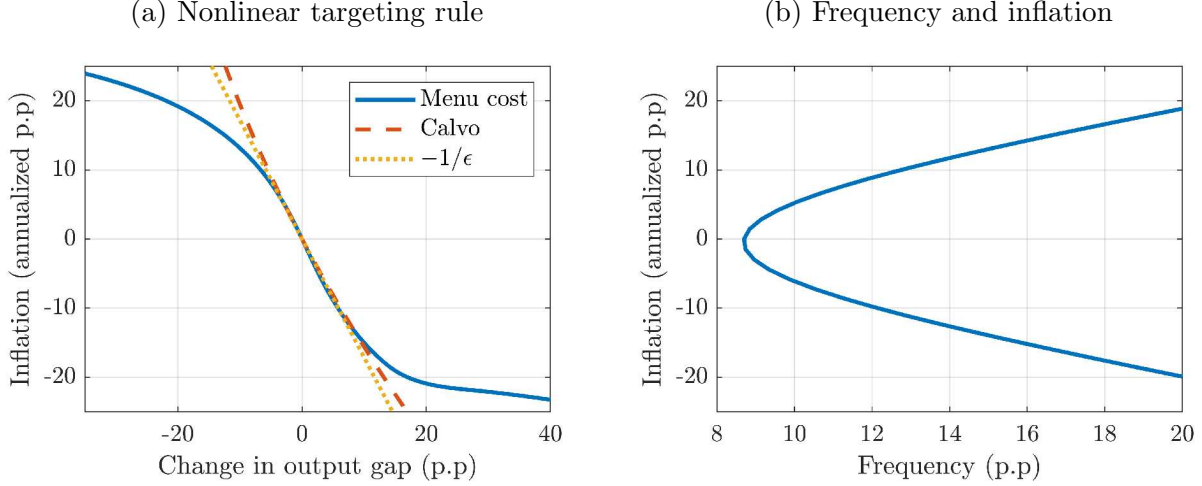 (a) Nonlinear targeting rule
20
10
0
-10
-20
-20 0 20 40
Inflation (annualized p.p)
Change in output gap (p.p)
Menu cost
Calvo
−1/ϵ
(b) Frequency and inflation
20
10
0
-10
-20
8 10 12 14 16 18 20
Inflation (annualized p.p)
Frequency (p.p)